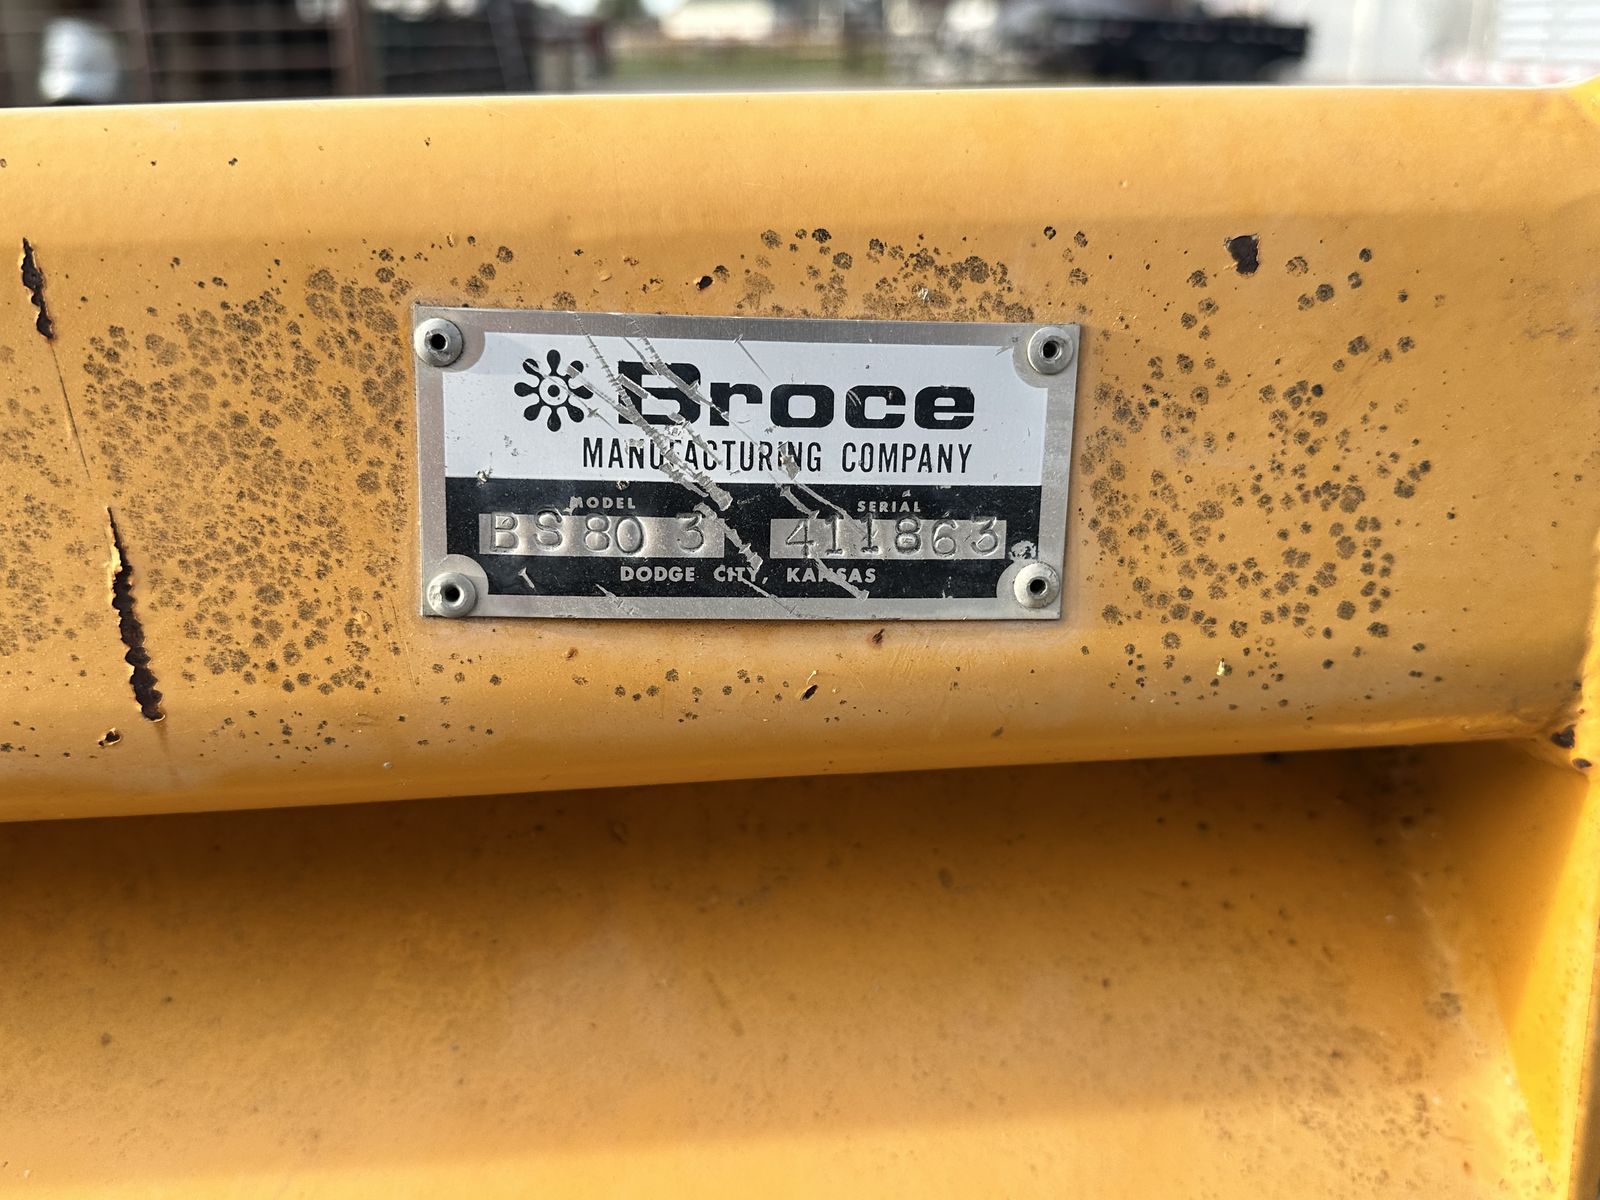 Broce
MANUFACTURING COMPANY
MODEL SERIAL
BS80 3 411863
DODGE CITY, KANSAS